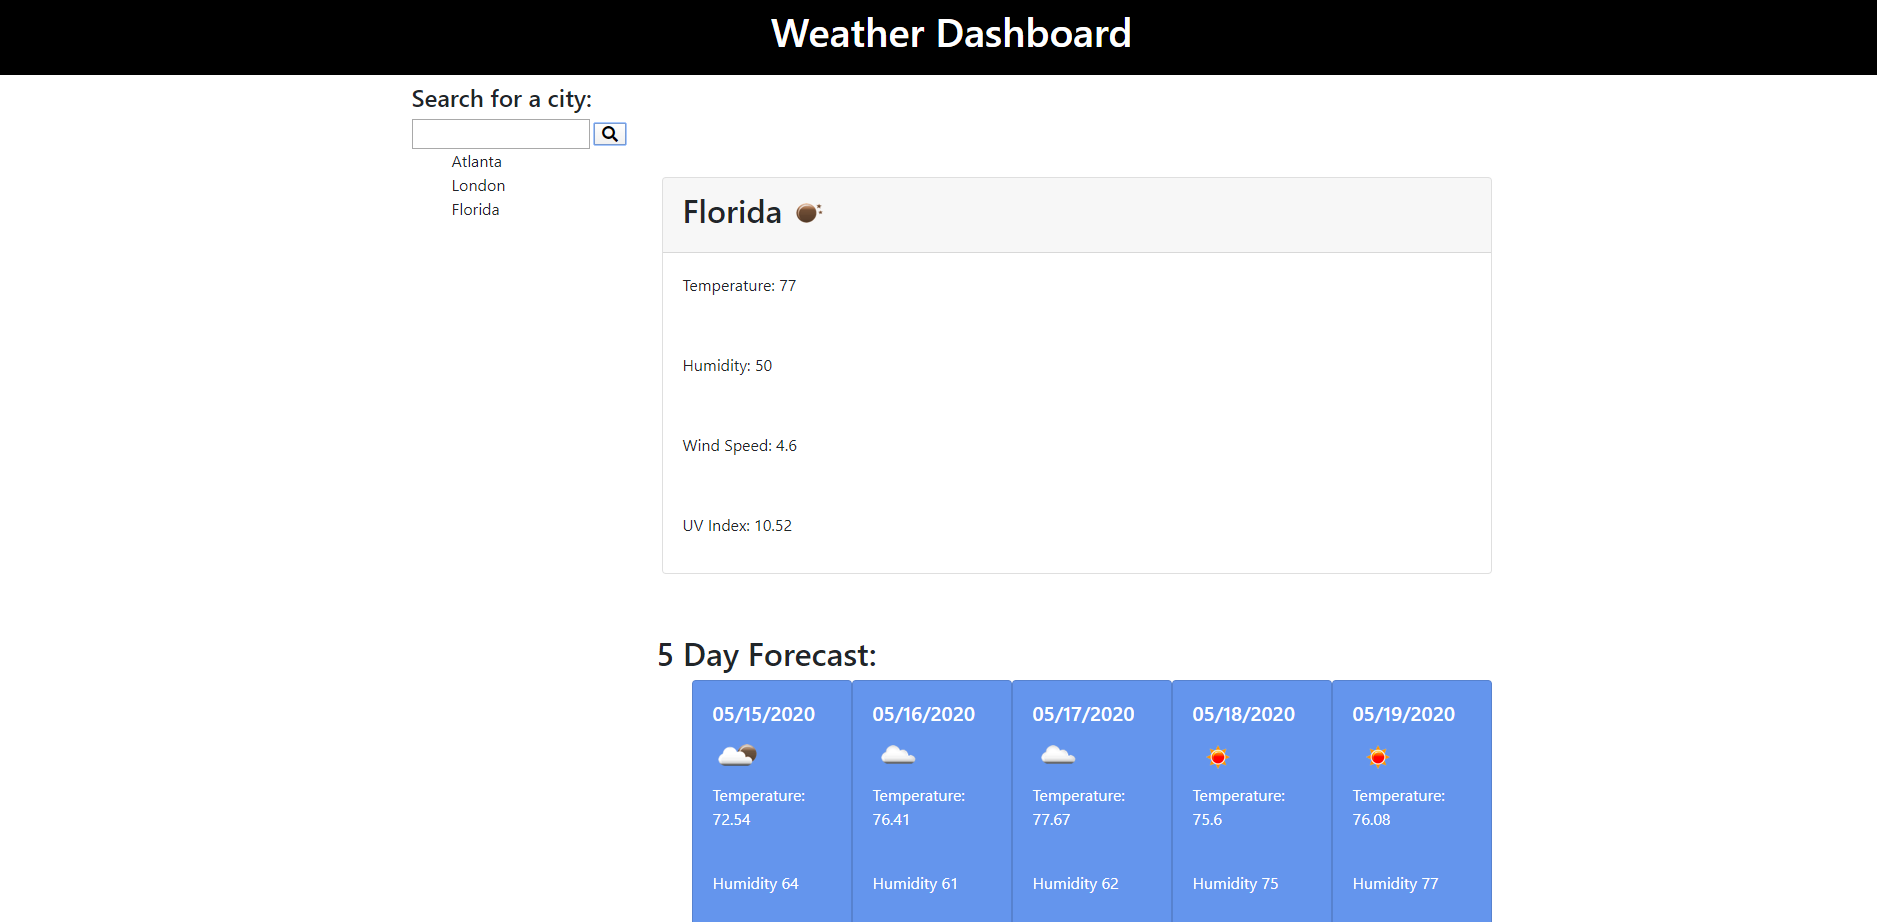 Weather Dashboard
Search for a city:
Atlanta
London
Florida
Florida
Temperature: 77
Humidity: 50
Wind Speed: 4.6
UV Index: 10.52
5 Day Forecast:
05/15/2020
Temperature:
72.54
Humidity 64
05/16/2020
Temperature:
76.41
Humidity 61
05/17/2020
Temperature:
77.67
Humidity 62
05/18/2020
Temperature:
75.6
Humidity 75
05/19/2020
Temperature:
76.08
Humidity 77